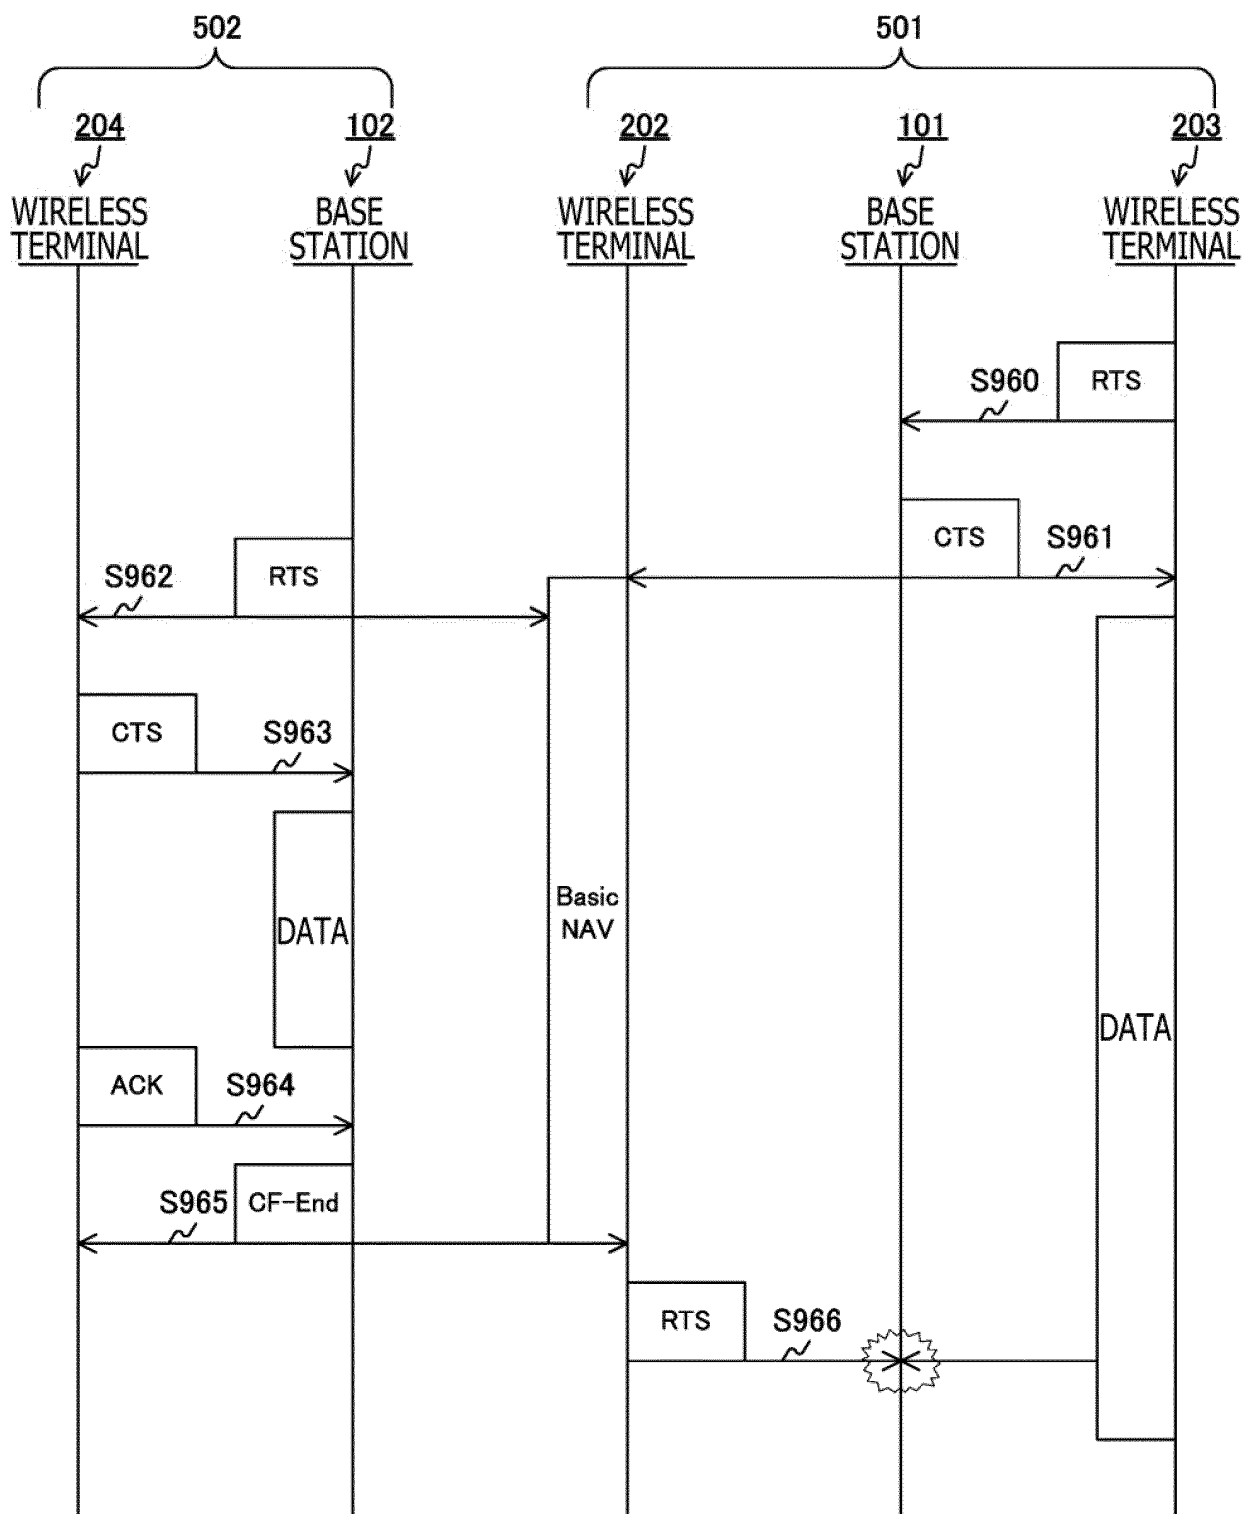 502
501
204
102
202
101
203
WIRELESS
TERMINAL
BASE
STATION
WIRELESS
TERMINAL
BASE
STATION
WIRELESS
TERMINAL
S960
RTS
CTS
S961
S962
RTS
CTS
S963
DATA
Basic
NAV
DATA
ACK
S964
S965
CF-End
RTS
S966